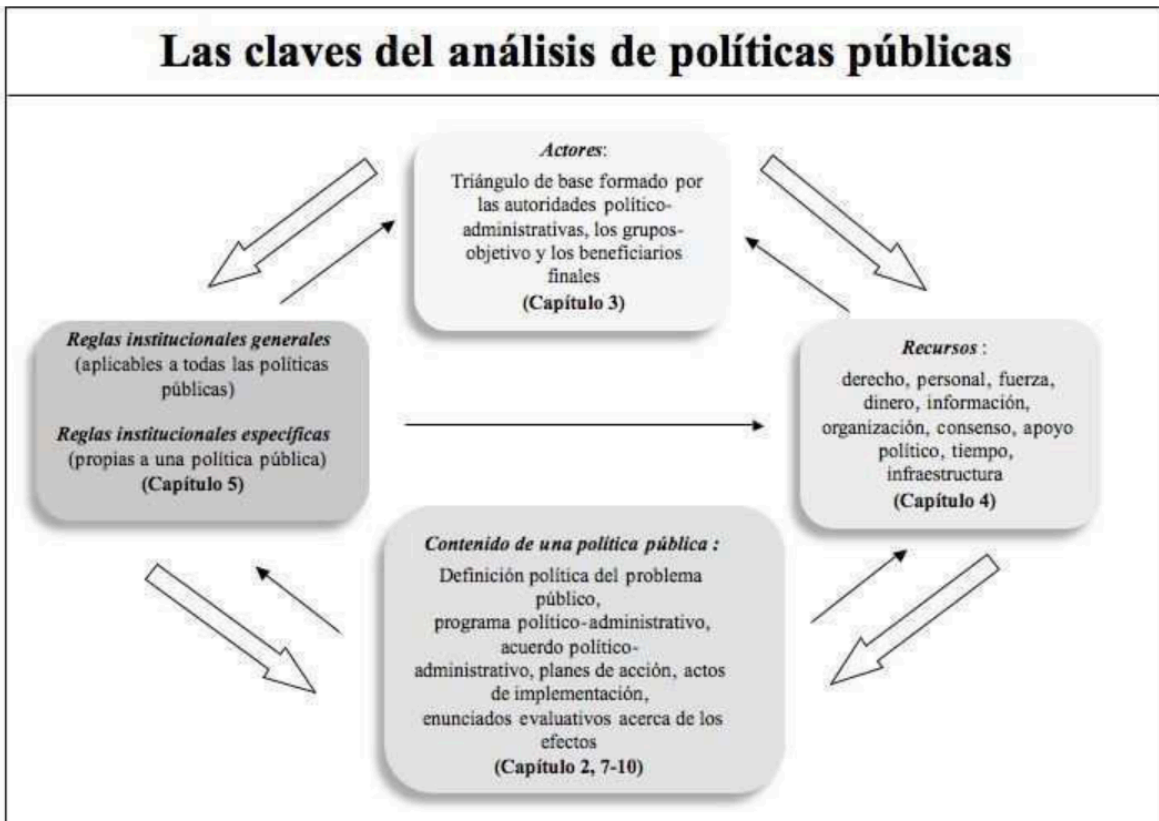 Las claves del análisis de políticas públicas
Actores:
Triángulo de base formado por
las autoridades político-
administrativas, los grupos-
objetivo y los beneficiarios
finales
(Capítulo 3)
Reglas institucionales generales
(aplicables a todas las políticas
públicas)
Reglas institucionales específicas
(propias a una política pública)
(Capítulo 5)
Recursos :
derecho, personal, fuerza,
dinero, información,
organización, consenso, apoyo
político, tiempo,
infraestructura
(Capítulo 4)
Contenido de una política pública :
Definición política del problema
público,
programa político-administrativo,
acuerdo político-
administrativo, planes de acción, actos
de implementación,
enunciados evaluativos acerca de los
efectos
(Capítulo 2, 7-10)